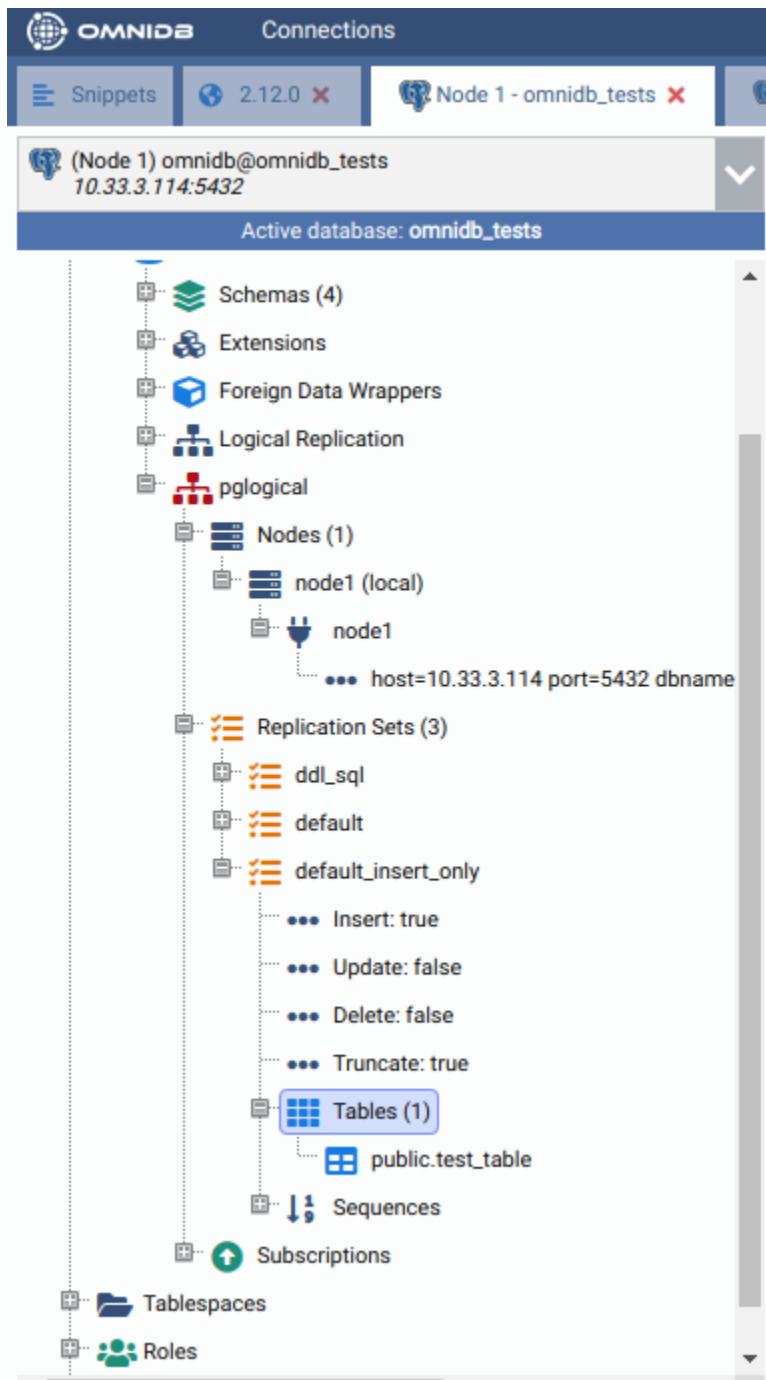 OMNIDB Connections
Snippets 2.12.0 Node 1 - omnidb_tests
(Node 1) omnidb@omnidb_tests
10.33.3.114:5432
Active database: omnidb_tests
Schemas (4)
Extensions
Foreign Data Wrappers
Logical Replication
pglogical
Nodes (1)
node1 (local)
node1
host=10.33.3.114 port=5432 dbname
Replication Sets (3)
ddl_sql
default
default_insert_only
Insert: true
Update: false
Delete: false
Truncate: true
Tables (1)
public.test_table
Sequences
Subscriptions
Tablespaces
Roles